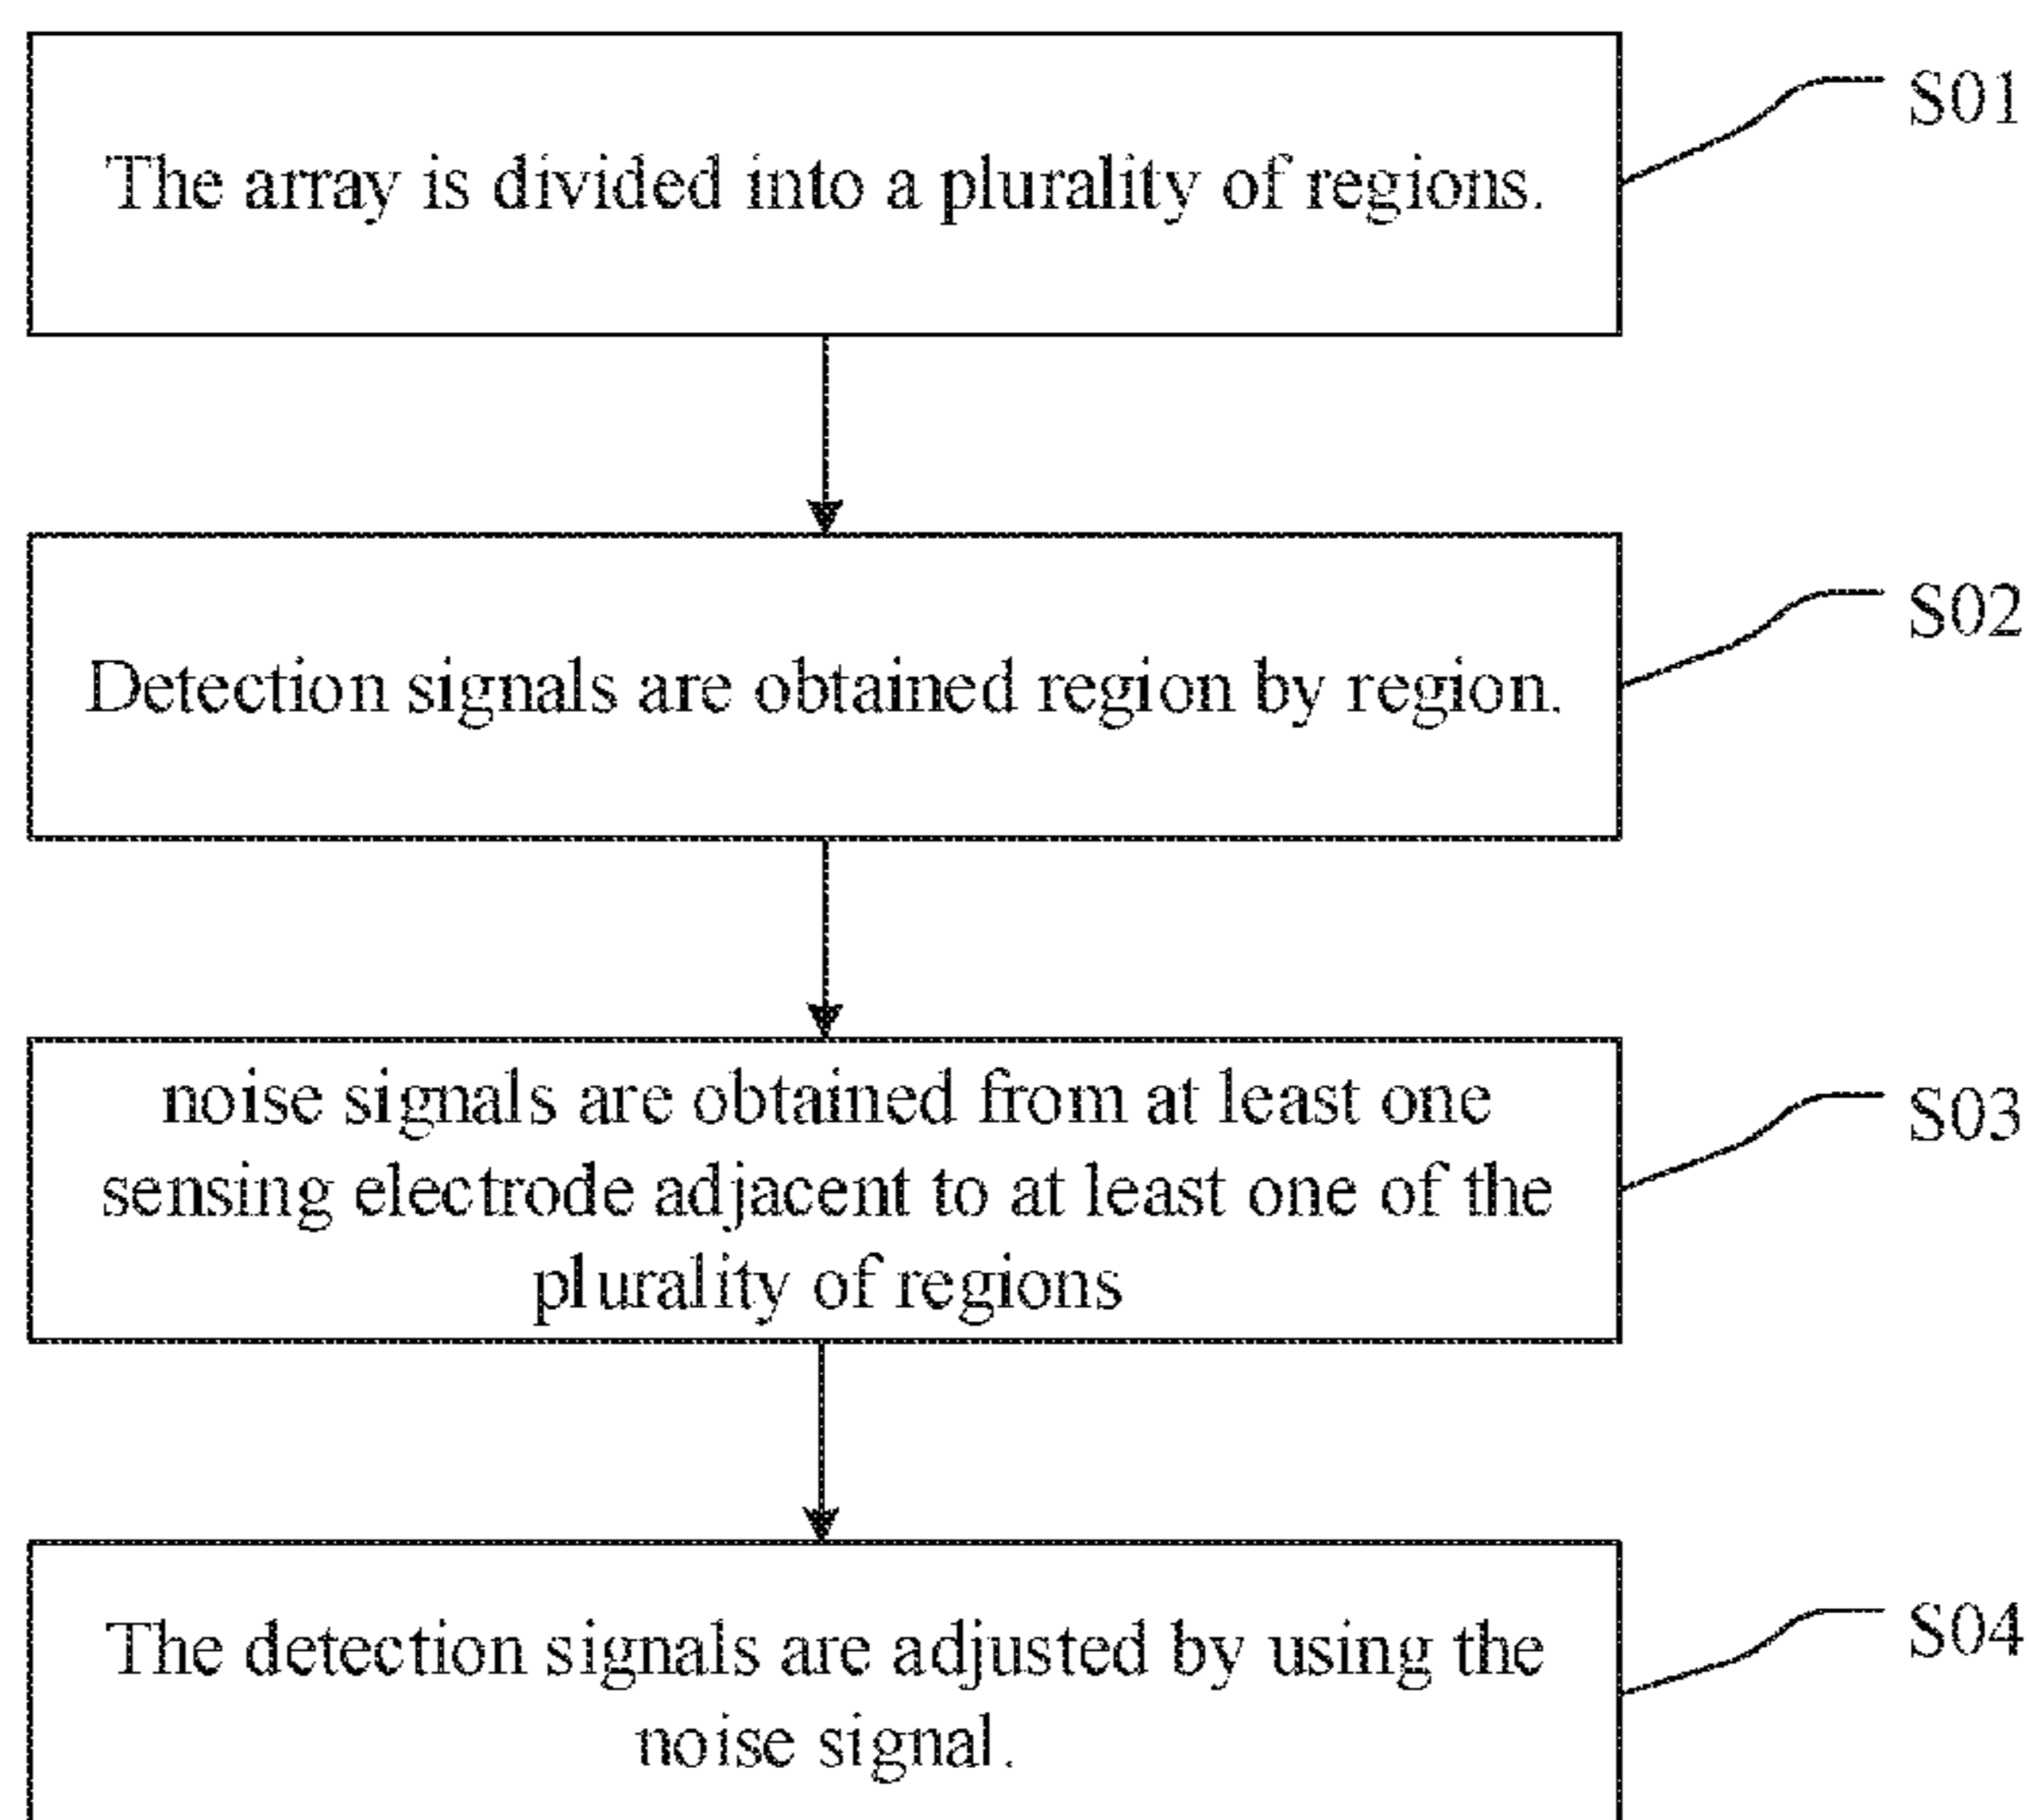 The array is divided into a plurality of regions.
S01
Detection signals are obtained region by region.
S02
noise signals are obtained from at least one
sensing electrode adjacent to at least one of the
plurality of regions
S03
The detection signals are adjusted by using the
noise signal.
S04